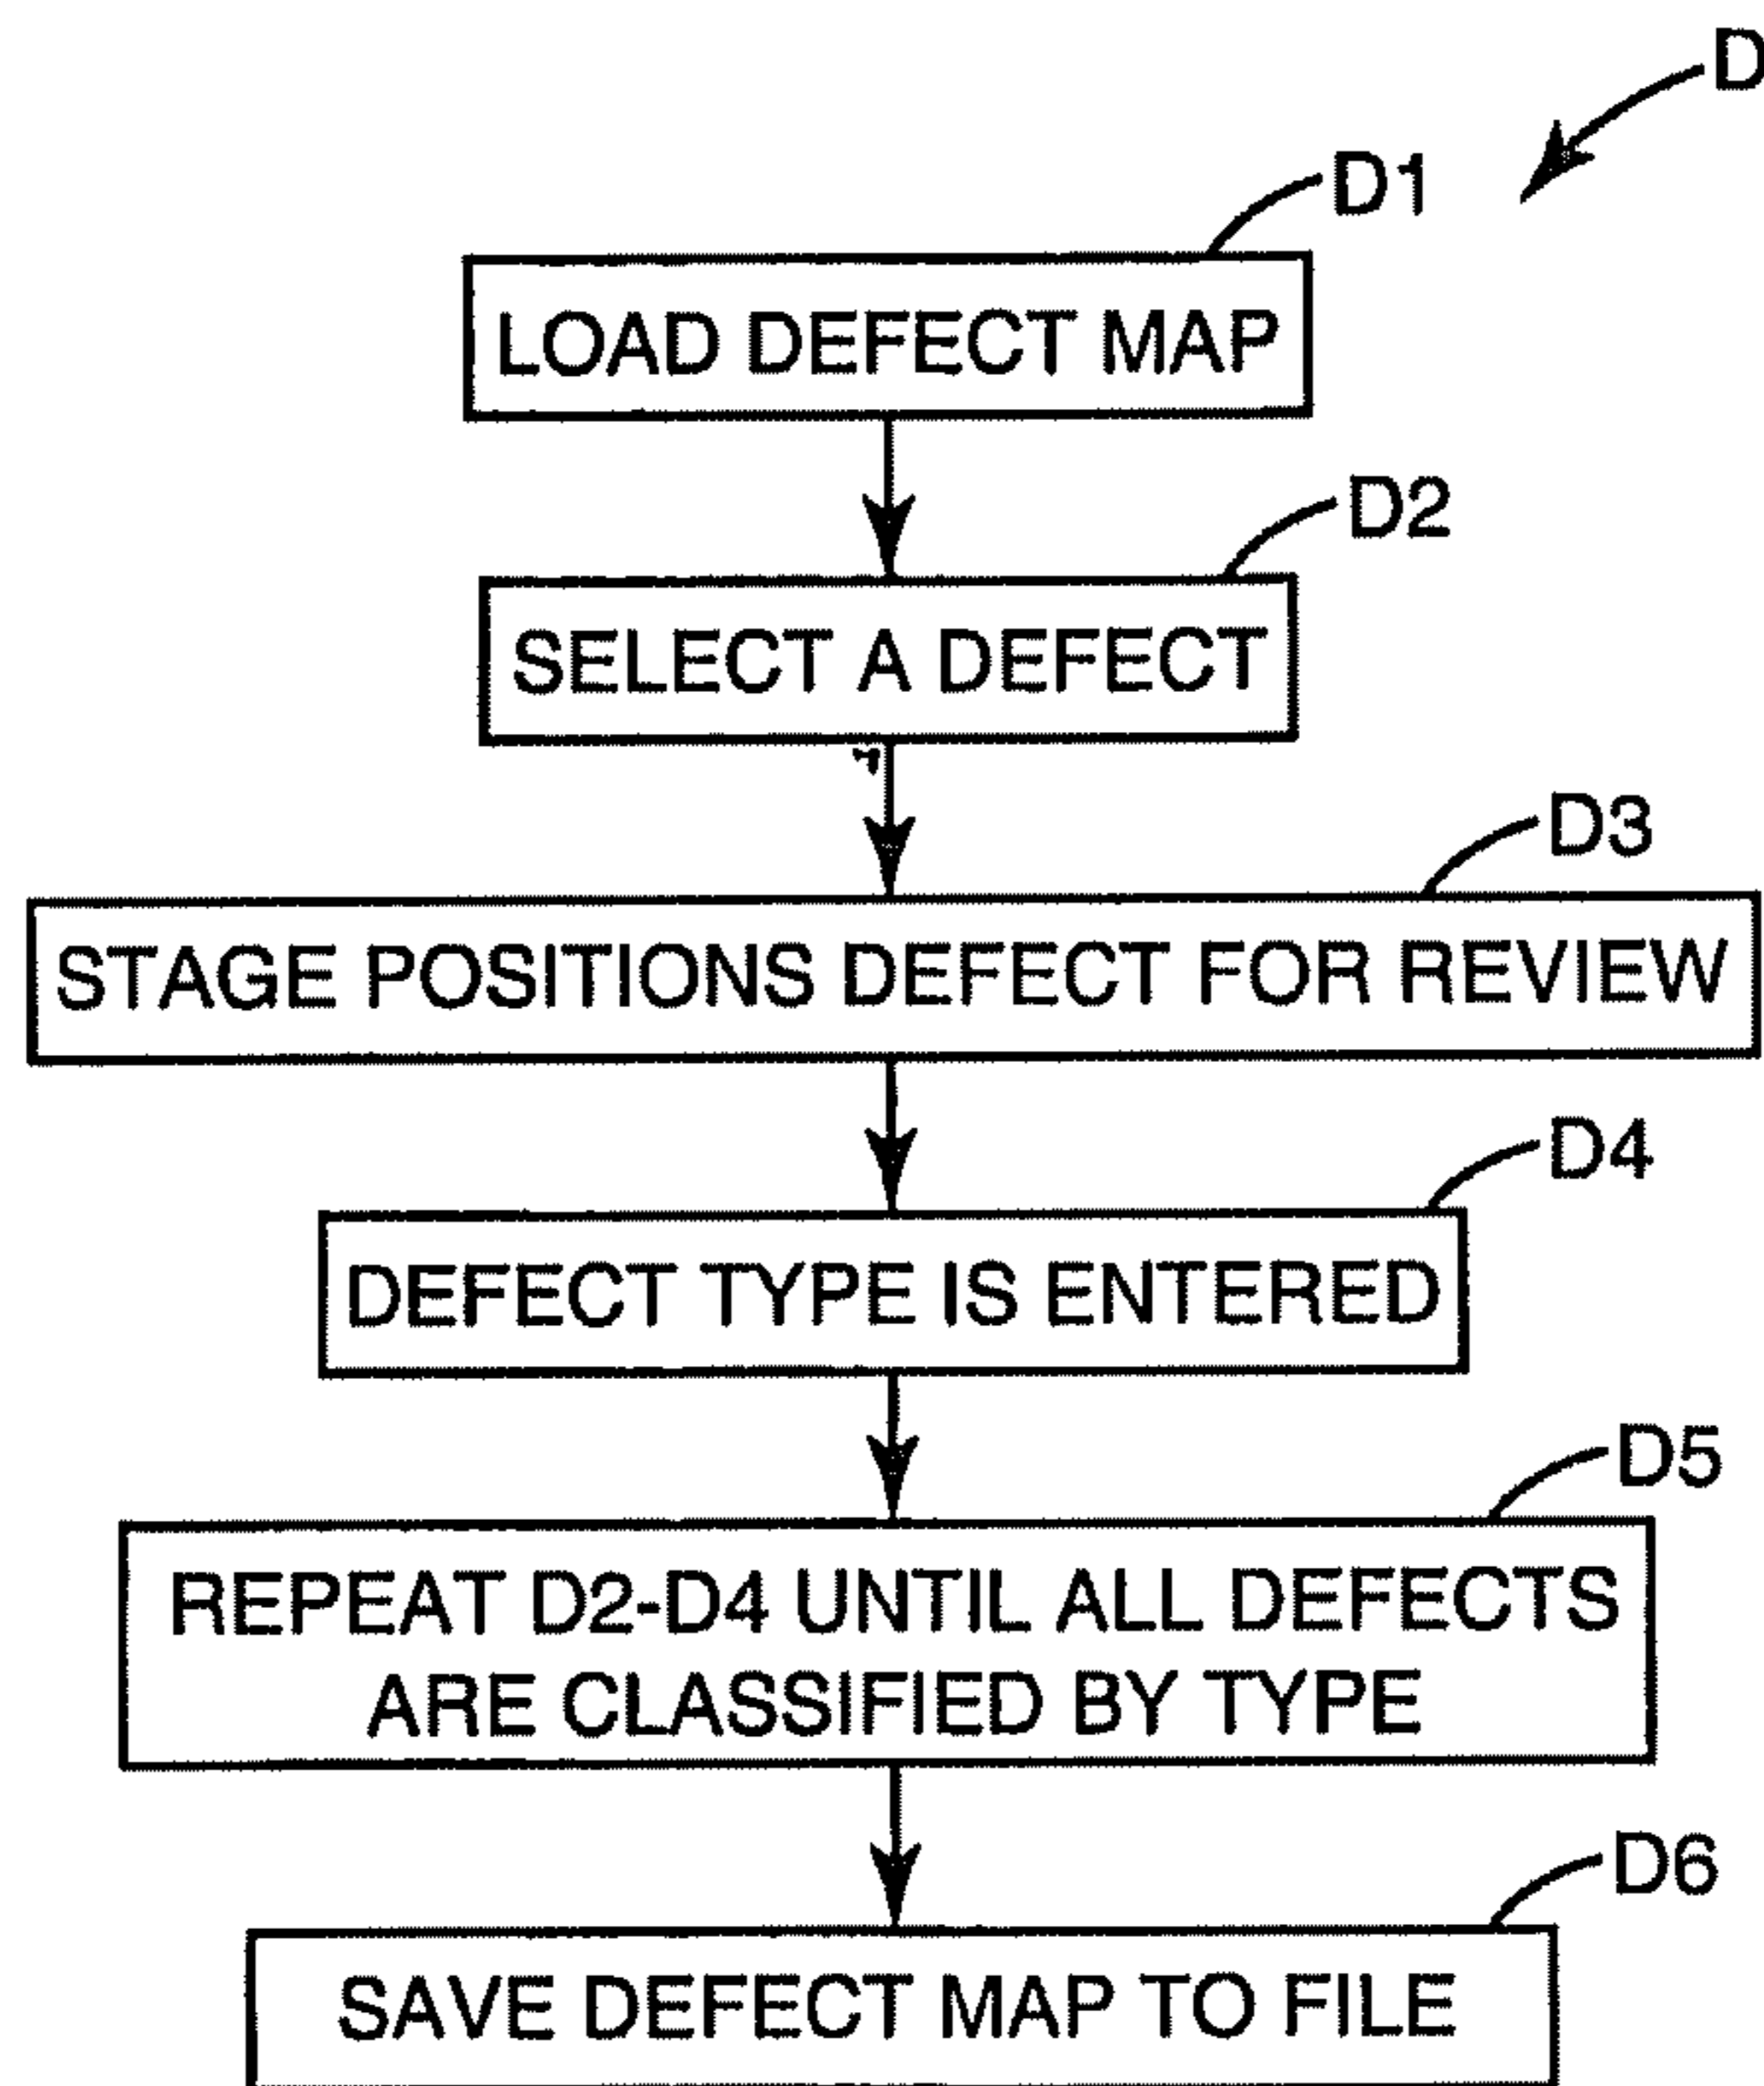 D
D1
LOAD DEFECT MAP
D2
SELECT A DEFECT
D3
STAGE POSITIONS DEFECT FOR REVIEW
D4
DEFECT TYPE IS ENTERED
D5
REPEAT D2-D4 UNTIL ALL DEFECTS
ARE CLASSIFIED BY TYPE
D6
SAVE DEFECT MAP TO FILE